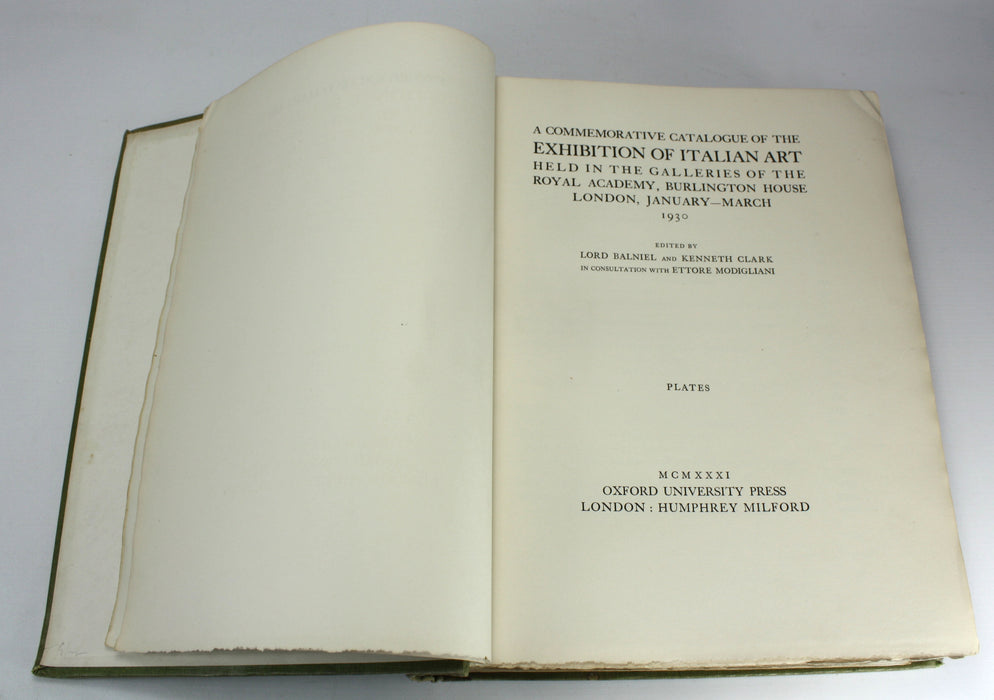 A COMMEMORATIVE CATALOGUE OF THE
EXHIBITION OF ITALIAN ART
HELD IN THE GALLERIES OF THE
ROYAL ACADEMY, BURLINGTON HOUSE
LONDON, JANUARY—MARCH
1930
EDITED BY
LORD BALNIEL AND KENNETH CLARK
IN CONSULTATION WITH ETTORE MODIGLIANI
PLATES
MCMXXXI
OXFORD UNIVERSITY PRESS
LONDON : HUMPHREY MILFORD